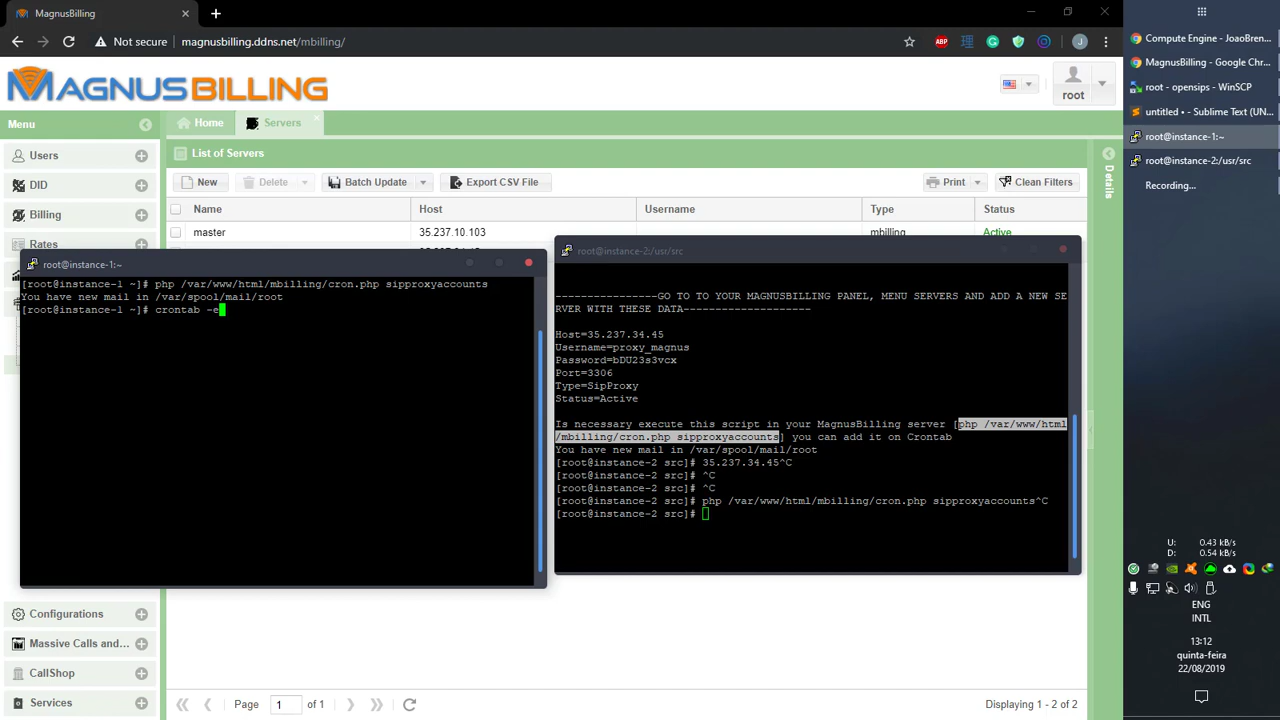 MagnusBilling
Not secure
magnusbilling.ddns.net/mbilling/
ABP
J
MAGNUSBILLING
root
Menu
Home
Servers
Users
DID
Billing
Rates
List of Servers
New
Delete
Batch Update
Export CSV File
Print
Clean Filters
Details
Name
Host
Username
Type
Status
master
35.237.10.103
mbilling
Active
root@instance-1:~
[root@instance-1 ~]# php /var/www/html/mbilling/cron.php sipproxyaccounts
You have new mail in /var/spool/mail/root
[root@instance-1 ~]# crontab -e
root@instance-2:/usr/src
----------------GO TO TO YOUR MAGNUSBILLING PANEL, MENU SERVERS AND ADD A NEW SE
RVER WITH THESE DATA--------------------
Host=35.237.34.45
Username=proxy_magnus
Password=bDU23s3vcx
Port=3306
Type=SipProxy
Status=Active
Is necessary execute this script in your MagnusBilling server [php /var/www/html
/mbilling/cron.php sipproxyaccounts] you can add it on Crontab
You have new mail in /var/spool/mail/root
[root@instance-2 src]# 35.237.34.45^C
[root@instance-2 src]# ^C
[root@instance-2 src]# ^C
[root@instance-2 src]# php /var/www/html/mbilling/cron.php sipproxyaccounts^C
[root@instance-2 src]#
Configurations
Massive Calls and...
CallShop
Services
Page
1
of 1
Displaying 1 - 2 of 2
Compute Engine - JoaoBren...
MagnusBilling - Google Chr...
root - opensips - WinSCP
untitled • - Sublime Text (UN...
root@instance-1:~
root@instance-2:/usr/src
Recording...
U: 0.43 kB/s
D: 0.54 kB/s
ENG
INTL
13:12
quinta-feira
22/08/2019